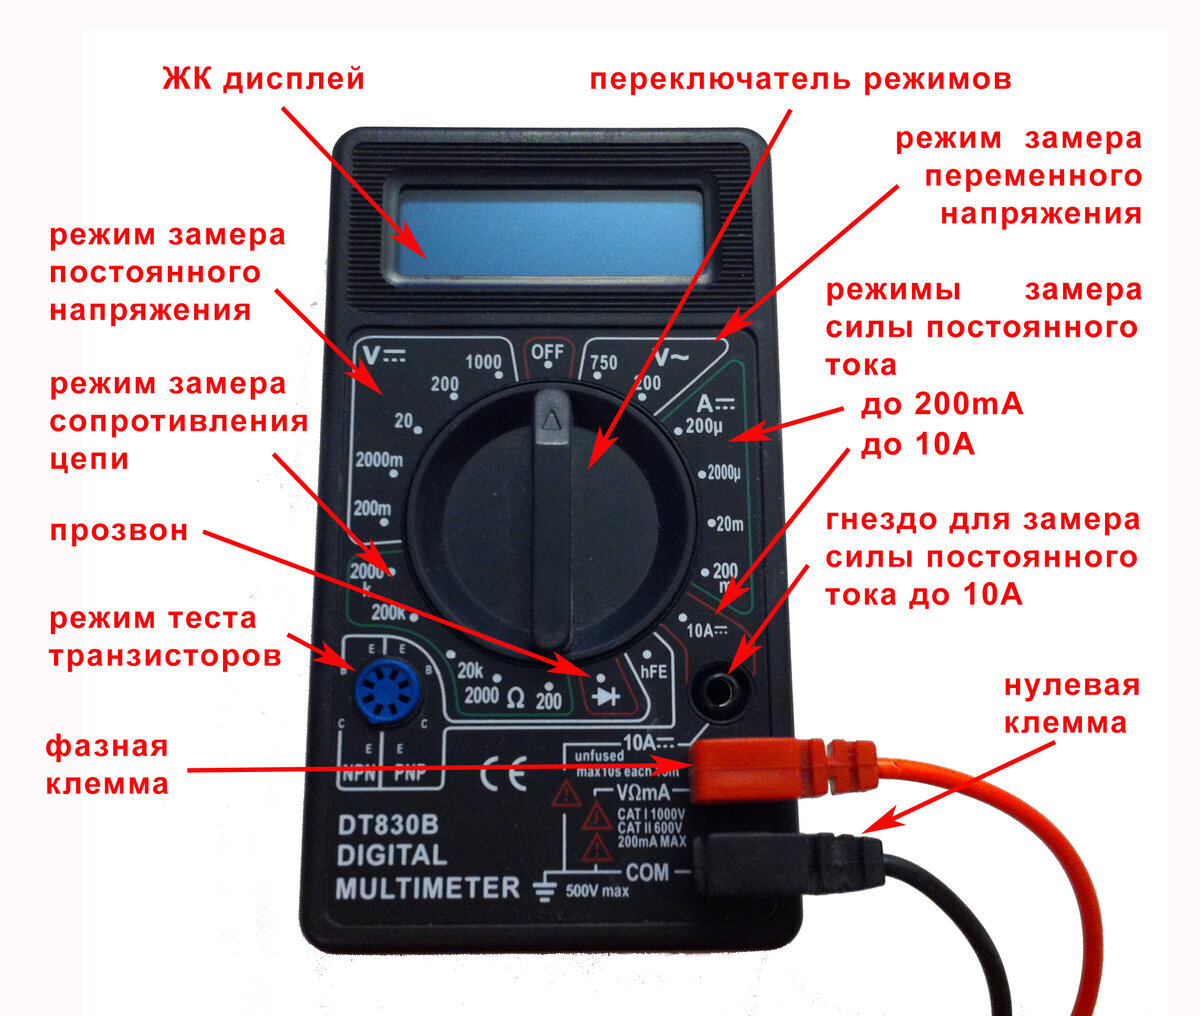 ЖК дисплей
переключатель режимов
режим замера
переменного
напряжения
режим замера
постоянного
напряжения
режимы замера
силы постоянного
тока
до 200mA
до 10A
режим замера
сопротивления
цепи
прозвон
гнездо для замера
силы постоянного
тока до 10A
режим теста
транзисторов
нулевая
клемма
фазная
клемма
V
1000
OFF
750
V~
200
200
A
20
200µ
2000m
2000µ
200m
20m
2000
k
200
m
200k
10A
20k
hFE
2000 Ω 200
E E
B B
C C
E E
NPN PNP
CE
10A
unfused
max10s each 15m
VΩmA
CAT I 1000V
CAT II 600V
200mA MAX
COM
500V max
DT830B
DIGITAL
MULTIMETER